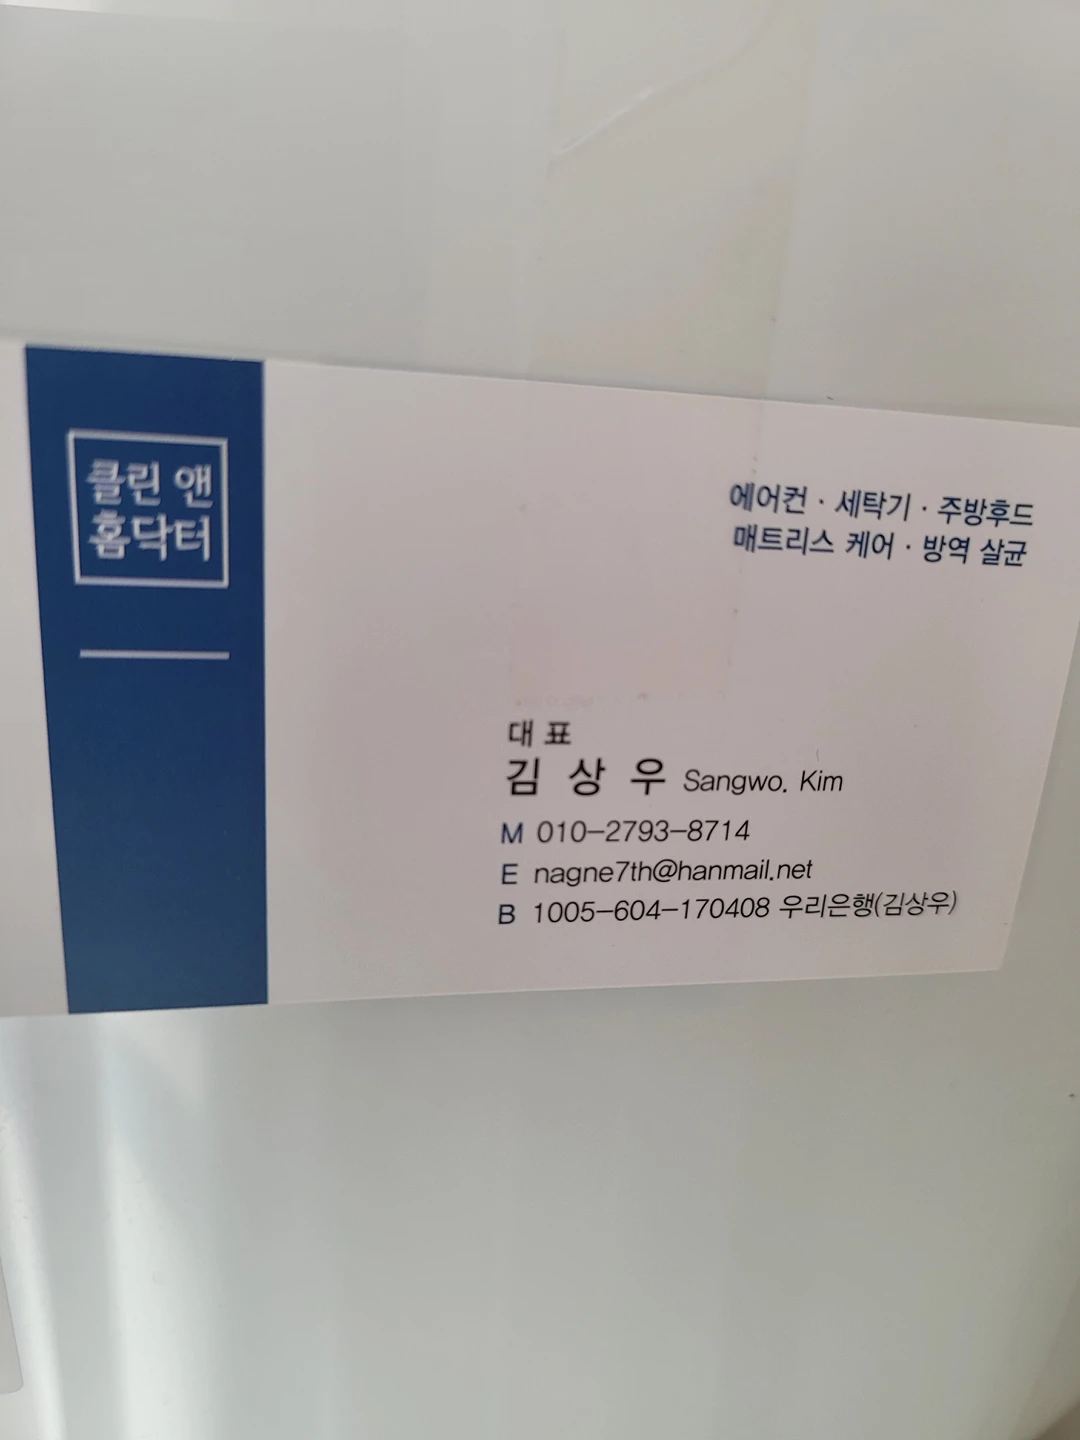 클린 앤
홈닥터
에어컨 · 세탁기 · 주방후드
매트리스 케어 · 방역 살균
대 표
김 상 우 Sangwo. Kim
M 010-2793-8714
E nagne7th@hanmail.net
B 1005-604-170408 우리은행(김상우)